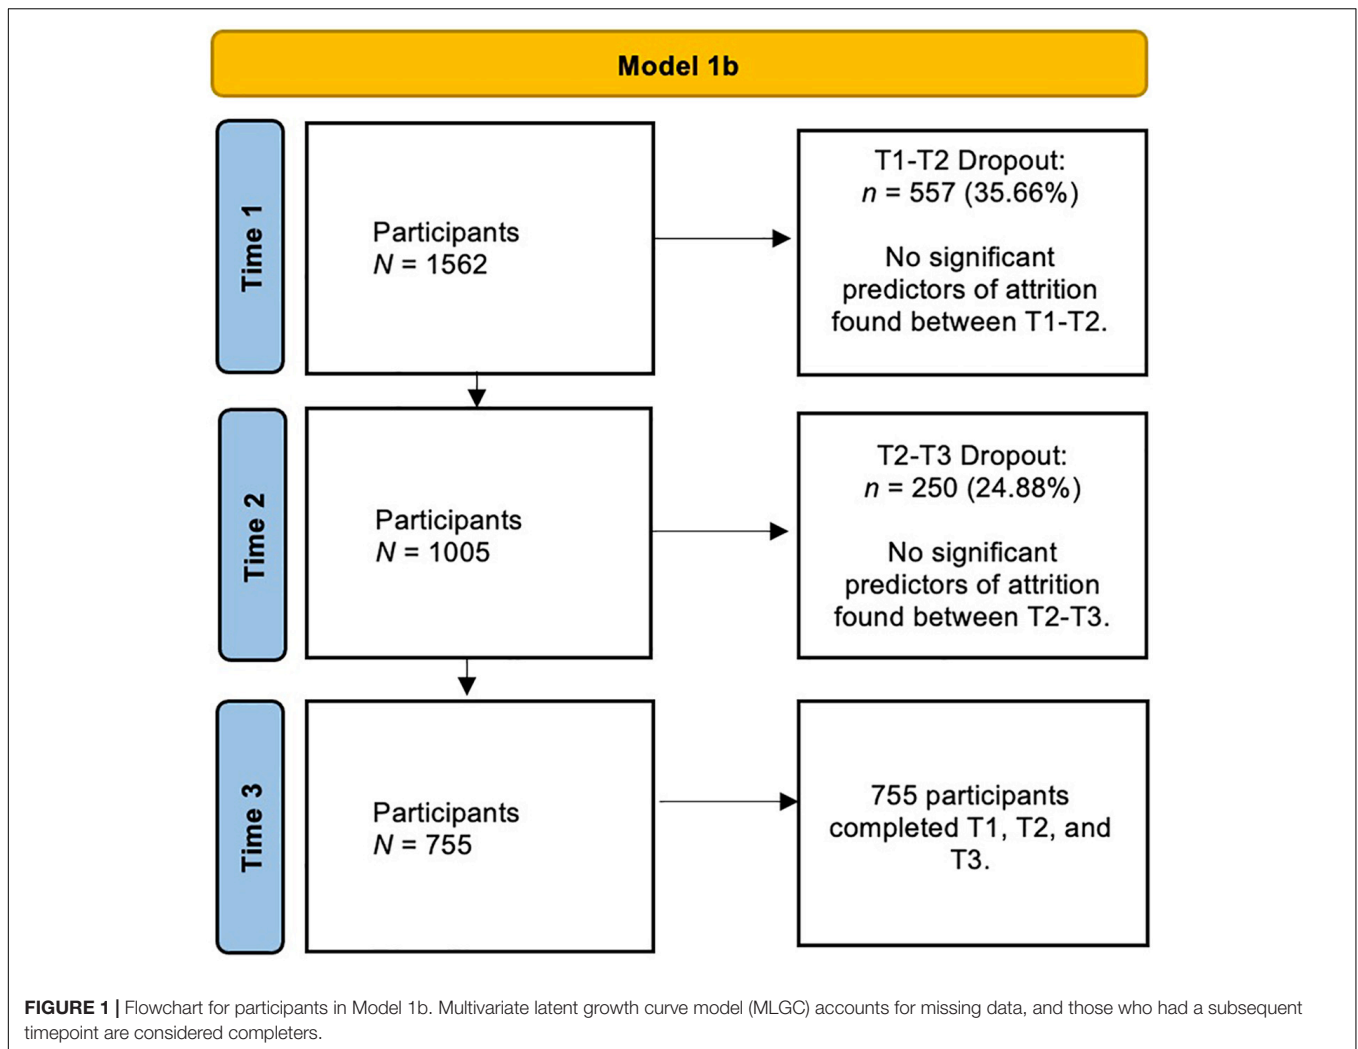 Model 1b
Time 1
Participants
N = 1562
T1-T2 Dropout:
n = 557 (35.66%)
No significant
predictors of attrition
found between T1-T2.
Time 2
Participants
N = 1005
T2-T3 Dropout:
n = 250 (24.88%)
No significant
predictors of attrition
found between T2-T3.
Time 3
Participants
N = 755
755 participants
completed T1, T2, and
T3.
FIGURE 1 | Flowchart for participants in Model 1b. Multivariate latent growth curve model (MLGC) accounts for missing data, and those who had a subsequent
timepoint are considered completers.